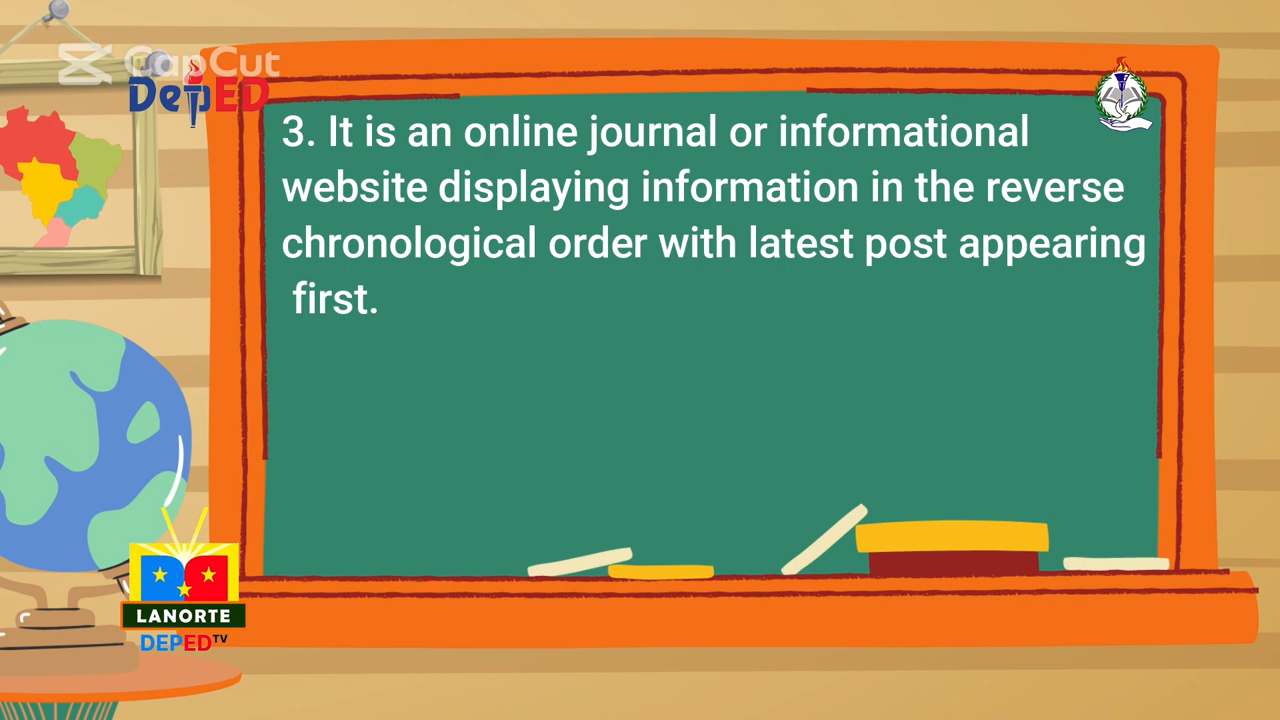 CapCut
DepED
3. It is an online journal or informational
website displaying information in the reverse
chronological order with latest post appearing
first.
LANORTE
DEPED TV